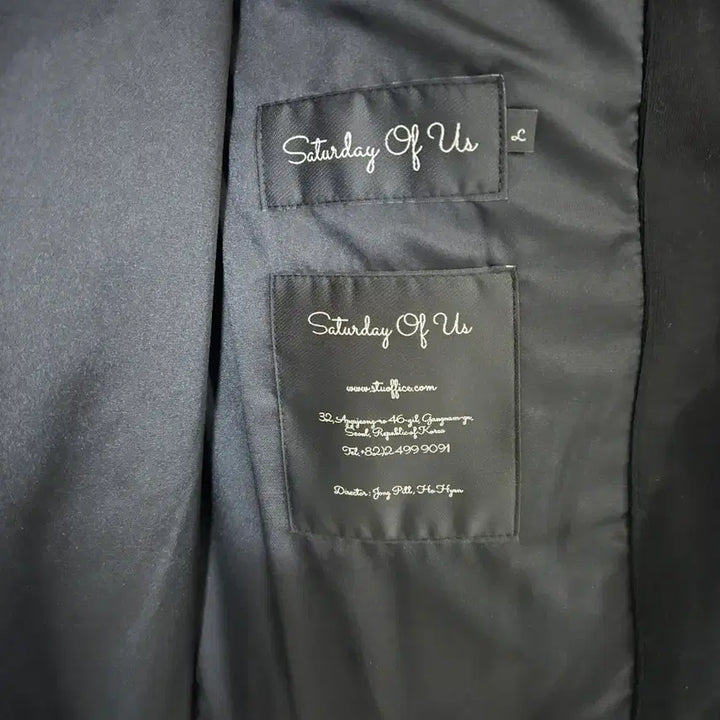 Saturday Of Us
L
Saturday Of Us
www.stuoffice.com
32, Apgujeong-ro 46-gil, Gangnam-gu,
Seoul, Republic of Korea
Tel. +82)2 499 9091
Director : Jong Pill, Ho Hyun